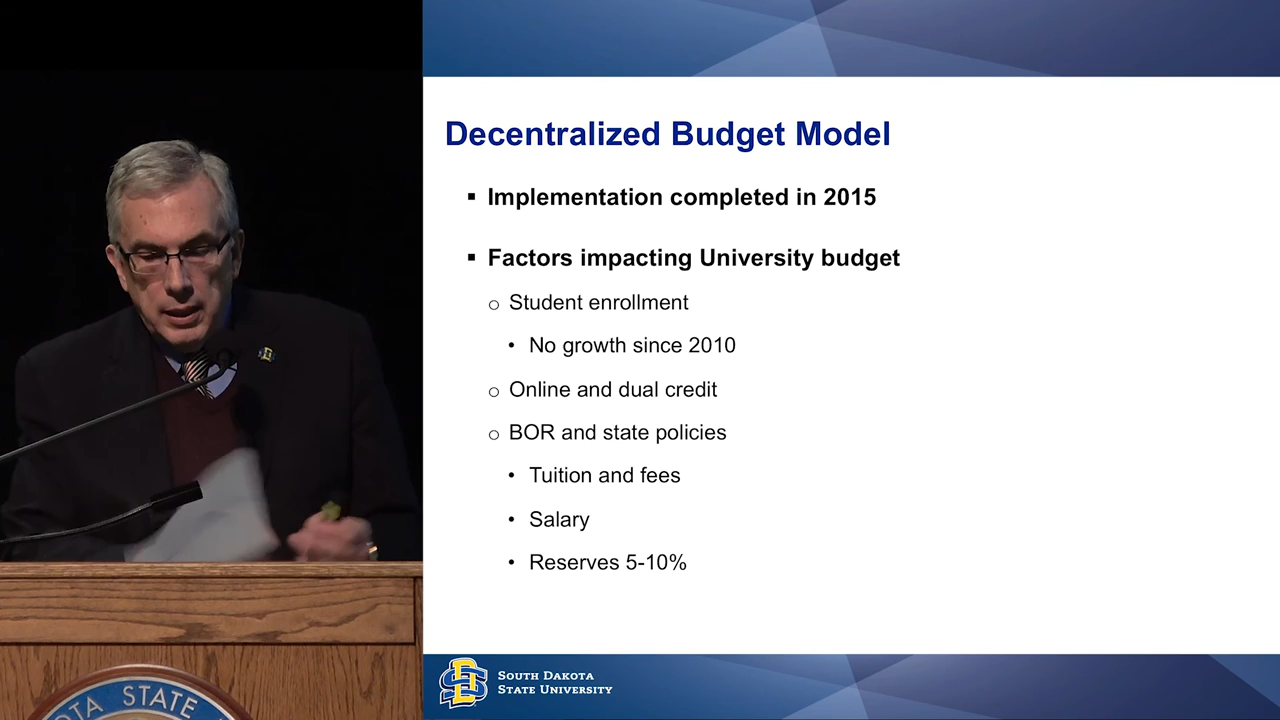 Decentralized Budget Model
▪ Implementation completed in 2015
▪ Factors impacting University budget
o Student enrollment
• No growth since 2010
o Online and dual credit
o BOR and state policies
• Tuition and fees
• Salary
• Reserves 5-10%
SOUTH DAKOTA
STATE UNIVERSITY
STATE